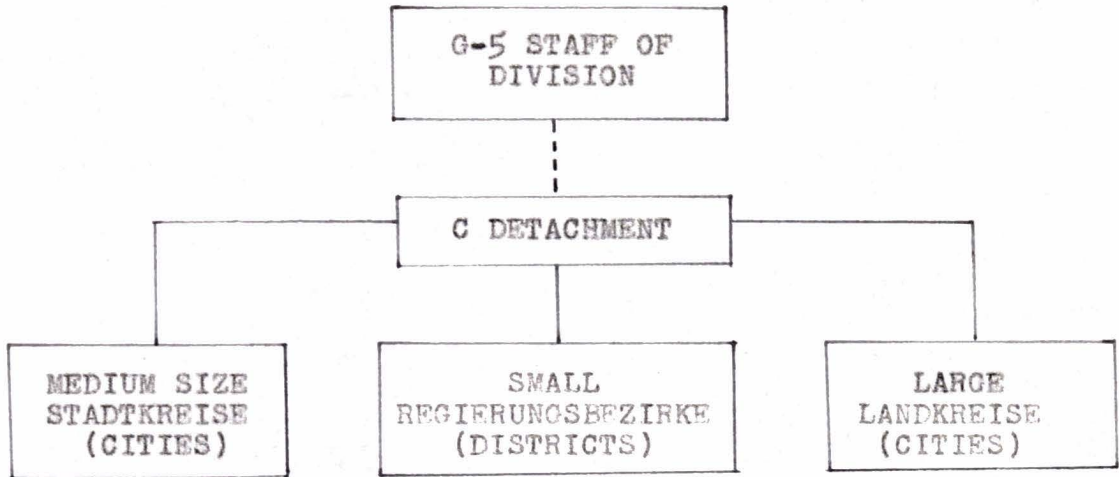 G-5 STAFF OF
DIVISION
C DETACHMENT
MEDIUM SIZE
STADTKREISE
(CITIES)
SMALL
REGIERUNGSBEZIRKE
(DISTRICTS)
LARGE
LANDKREISE
(CITIES)